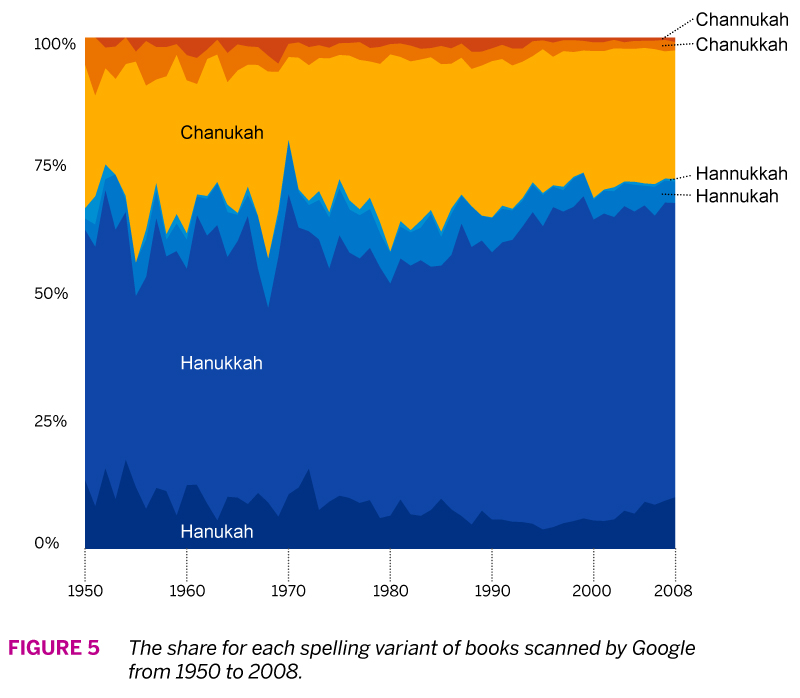 Channukah
100%
Chanukkah
Chanukah
75%
Hannukkah
Hannukah
50%
Hanukkah
25%
Hanukah
0%
1950 1960 1970 1980 1990 2000 2008
FIGURE 5 The share for each spelling variant of books scanned by Google
from 1950 to 2008.